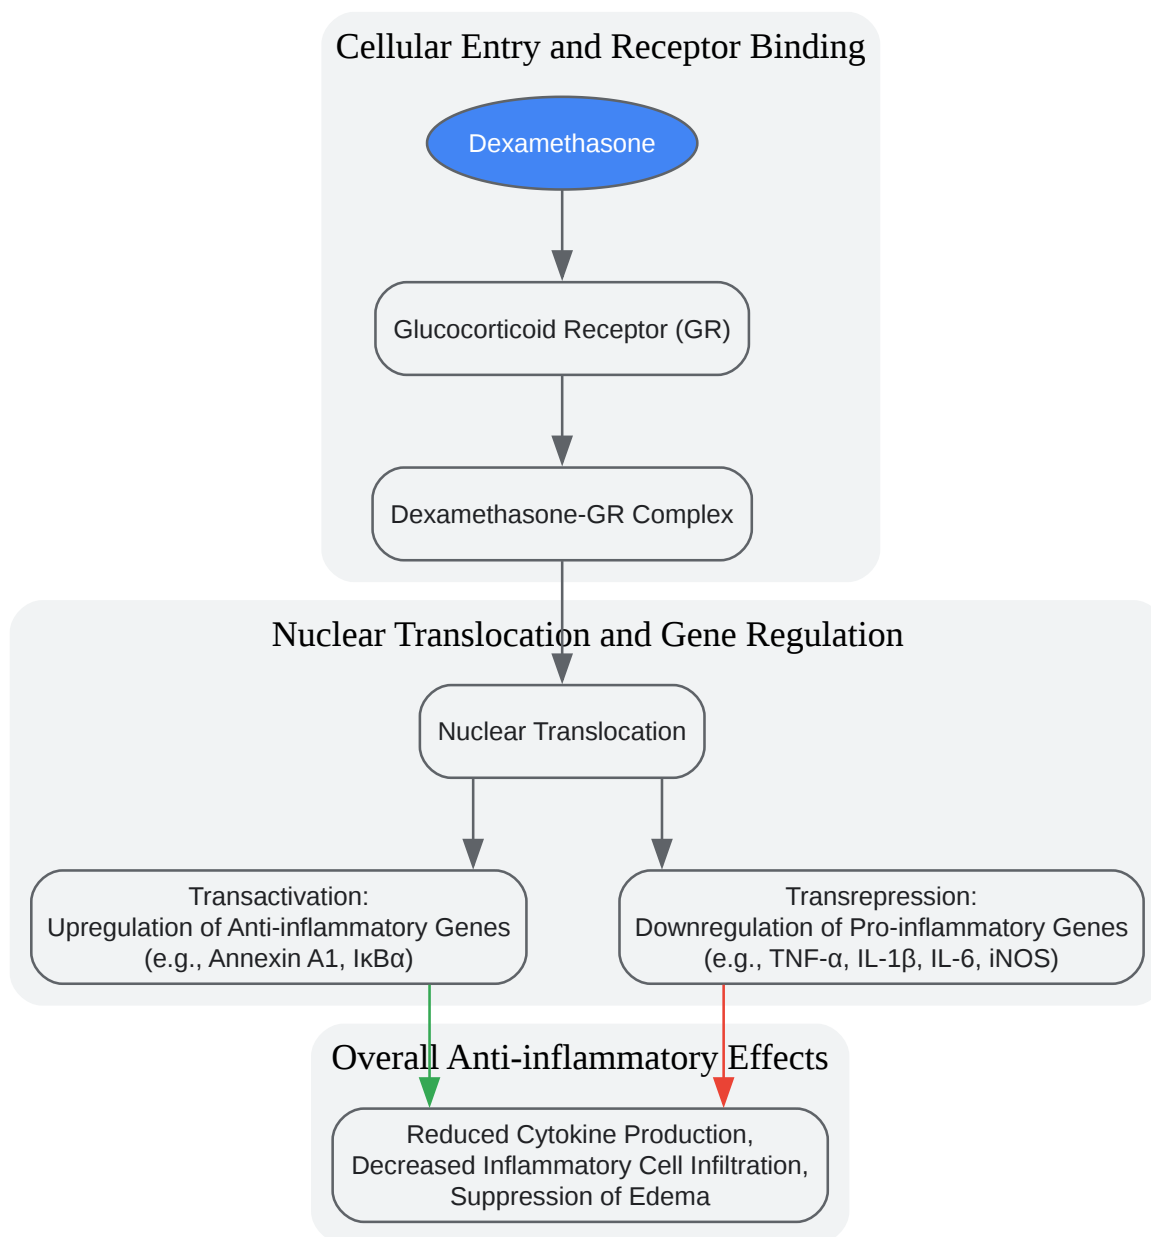 Cellular Entry and Receptor Binding
Dexamethasone
Glucocorticoid Receptor (GR)
Dexamethasone-GR Complex
Nuclear Translocation and Gene Regulation
Nuclear Translocation
Transactivation:
Upregulation of Anti-inflammatory Genes
(e.g., Annexin A1, IκBα)
Transrepression:
Downregulation of Pro-inflammatory Genes
(e.g., TNF-α, IL-1β, IL-6, iNOS)
Overall Anti-inflammatory Effects
Reduced Cytokine Production,
Decreased Inflammatory Cell Infiltration,
Suppression of Edema